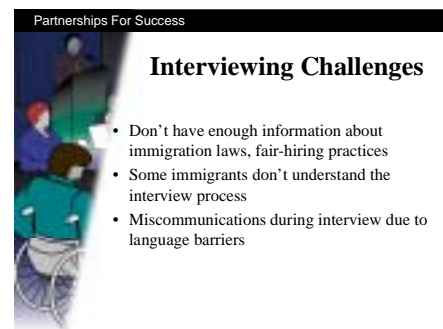 Partnerships For Success
Interviewing Challenges
• Don't have enough information about
immigration laws, fair-hiring practices
• Some immigrants don't understand the
interview process
• Miscommunications during interview due to
language barriers